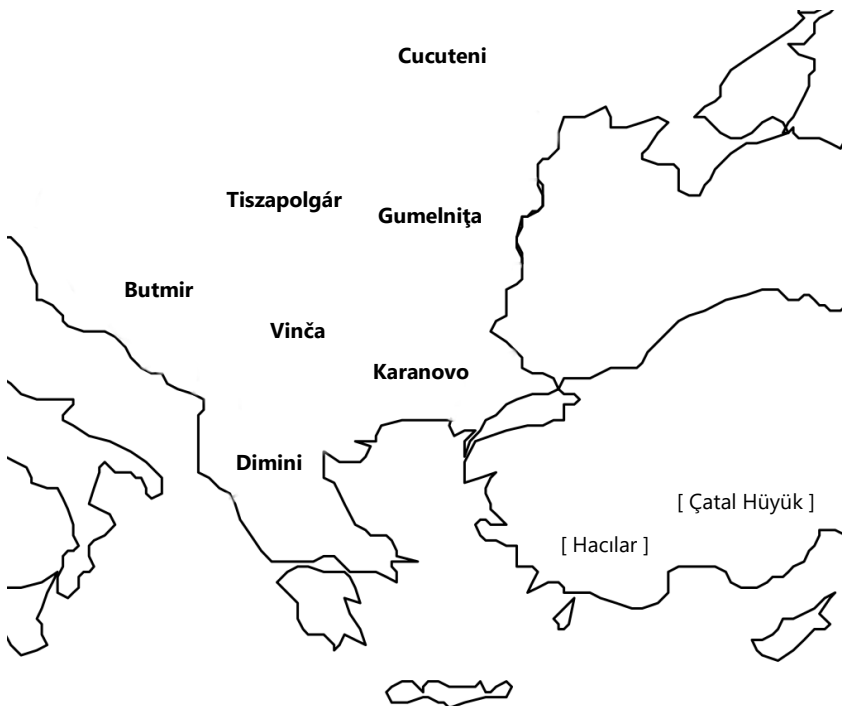 Cucuteni
Tiszapolgár
Gumelniţa
Butmir
Vinča
Karanovo
Dimini
[ Çatal Hüyük ]
[ Hacılar ]